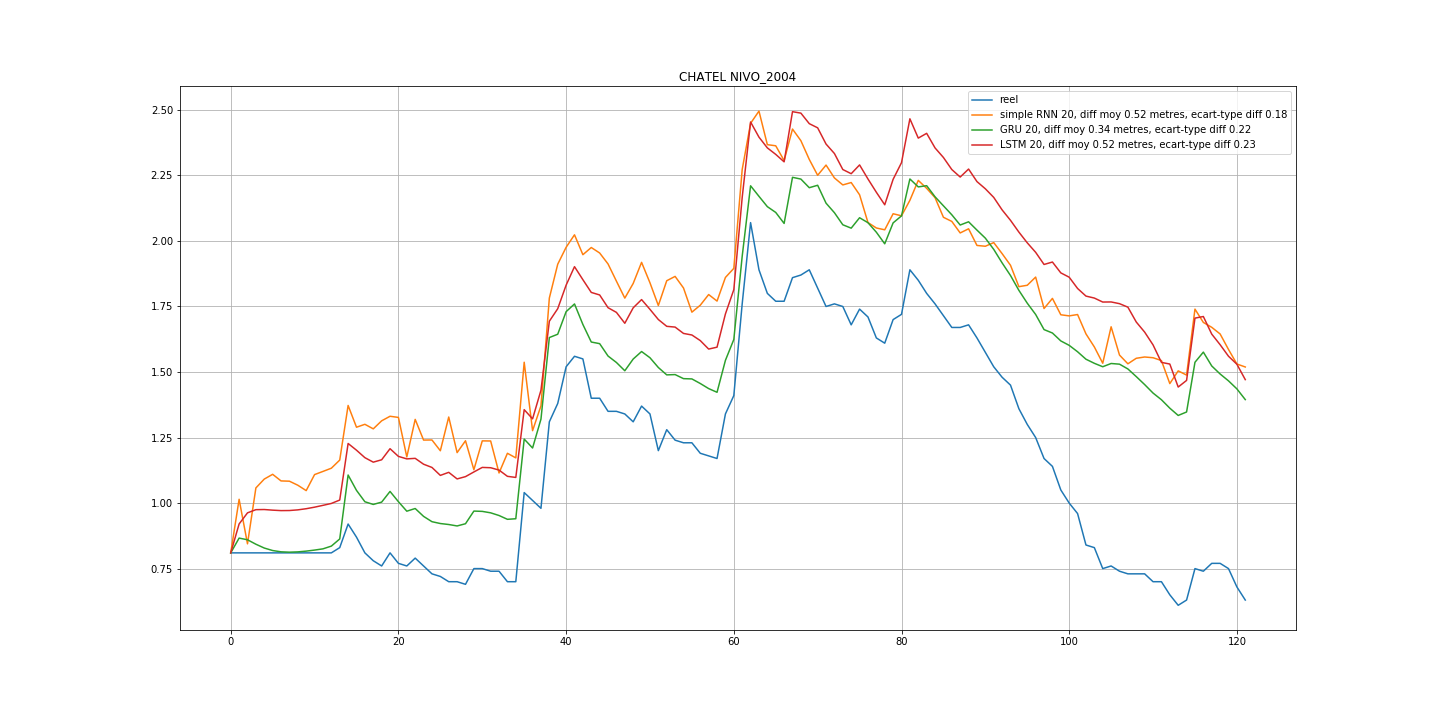 CHATEL NIVO_2004
reel
simple RNN 20, diff moy 0.52 metres, ecart-type diff 0.18
GRU 20, diff moy 0.34 metres, ecart-type diff 0.22
LSTM 20, diff moy 0.52 metres, ecart-type diff 0.23
2.50
2.25
2.00
1.75
1.50
1.25
1.00
0.75
0 20 40 60 80 100 120